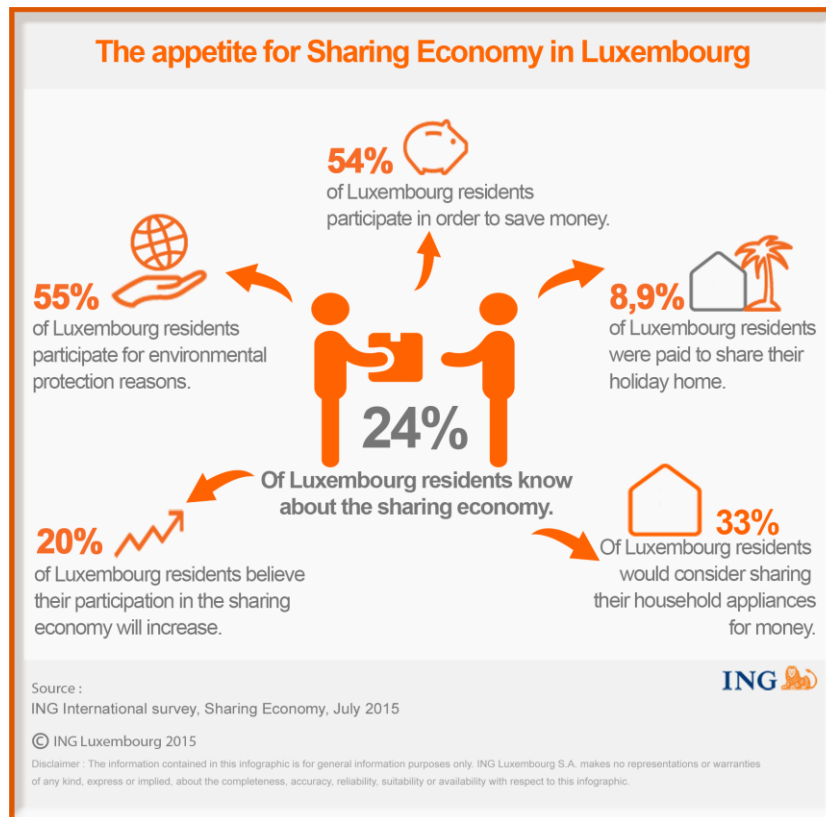 The appetite for Sharing Economy in Luxembourg
54%
of Luxembourg residents
participate in order to save money.
55%
of Luxembourg residents
participate for environmental
protection reasons.
8,9%
of Luxembourg residents
were paid to share their
holiday home.
24%
Of Luxembourg residents know
about the sharing economy.
20%
of Luxembourg residents believe
their participation in the sharing
economy will increase.
33%
Of Luxembourg residents
would consider sharing
their household appliances
for money.
ING
Source :
ING International survey, Sharing Economy, July 2015
© ING Luxembourg 2015
Disclaimer : The information contained in this infographic is for general information purposes only. ING Luxembourg S.A. makes no representations or warranties
of any kind, express or implied, about the completeness, accuracy, reliability, suitability or availability with respect to this infographic.